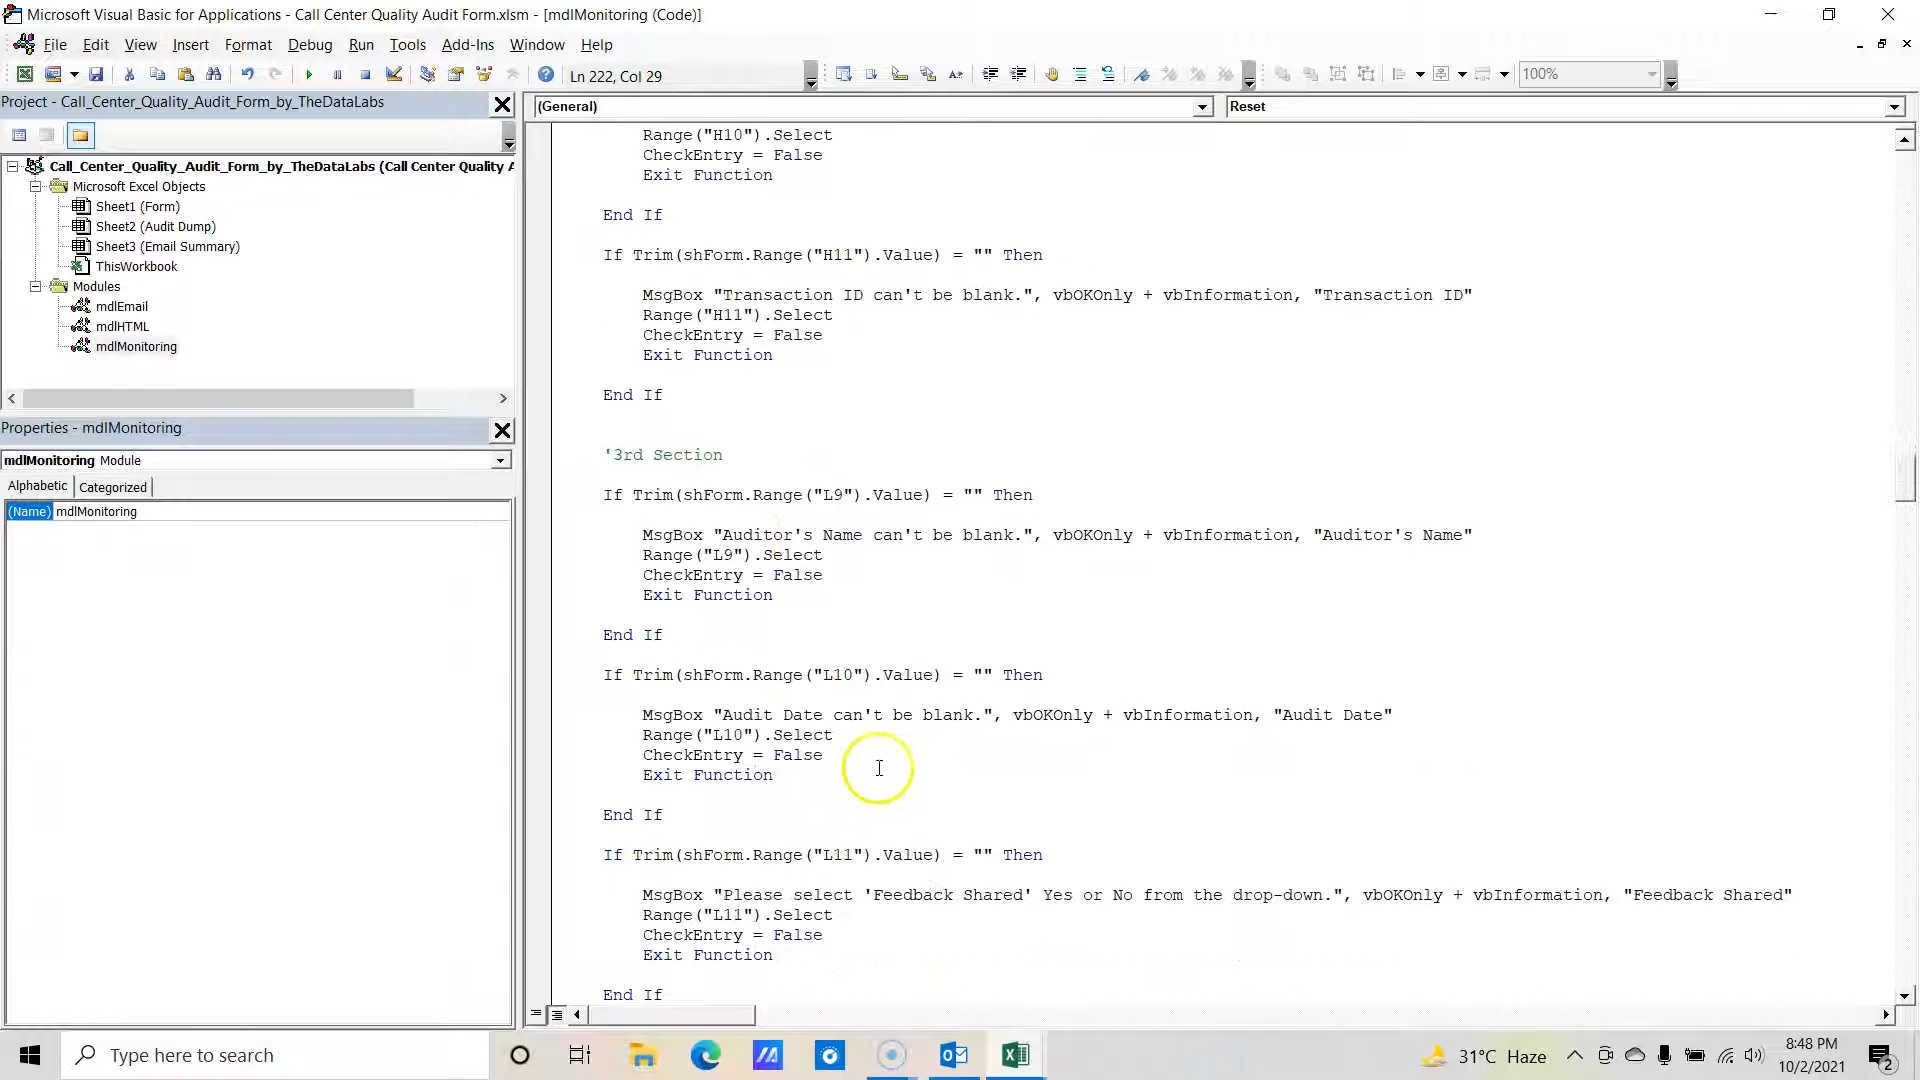 Microsoft Visual Basic for Applications - Call Center Quality Audit Form.xlsm - [mdlMonitoring (Code)]
File Edit View Insert Format Debug Run Tools Add-Ins Window Help
Ln 222, Col 29
100%
Project - Call_Center_Quality_Audit_Form_by_TheDataLabs
Call_Center_Quality_Audit_Form_by_TheDataLabs (Call Center Quality A
Microsoft Excel Objects
Sheet1 (Form)
Sheet2 (Audit Dump)
Sheet3 (Email Summary)
ThisWorkbook
Modules
mdlEmail
mdlHTML
mdlMonitoring
Properties - mdlMonitoring
mdlMonitoring Module
Alphabetic Categorized
(Name) mdlMonitoring
(General) Reset
Range("H10").Select
CheckEntry = False
Exit Function
End If
If Trim(shForm.Range("H11").Value) = "" Then
MsgBox "Transaction ID can't be blank.", vbOKOnly + vbInformation, "Transaction ID"
Range("H11").Select
CheckEntry = False
Exit Function
End If
'3rd Section
If Trim(shForm.Range("L9").Value) = "" Then
MsgBox "Auditor's Name can't be blank.", vbOKOnly + vbInformation, "Auditor's Name"
Range("L9").Select
CheckEntry = False
Exit Function
End If
If Trim(shForm.Range("L10").Value) = "" Then
MsgBox "Audit Date can't be blank.", vbOKOnly + vbInformation, "Audit Date"
Range("L10").Select
CheckEntry = False
Exit Function
End If
If Trim(shForm.Range("L11").Value) = "" Then
MsgBox "Please select 'Feedback Shared' Yes or No from the drop-down.", vbOKOnly + vbInformation, "Feedback Shared"
Range("L11").Select
CheckEntry = False
Exit Function
End If
Type here to search
31°C Haze
8:48 PM
10/2/2021
2